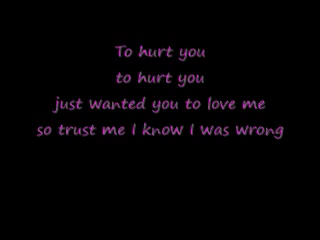 To hurt you
to hurt you
just wanted you to love me
so trust me I know I was wrong